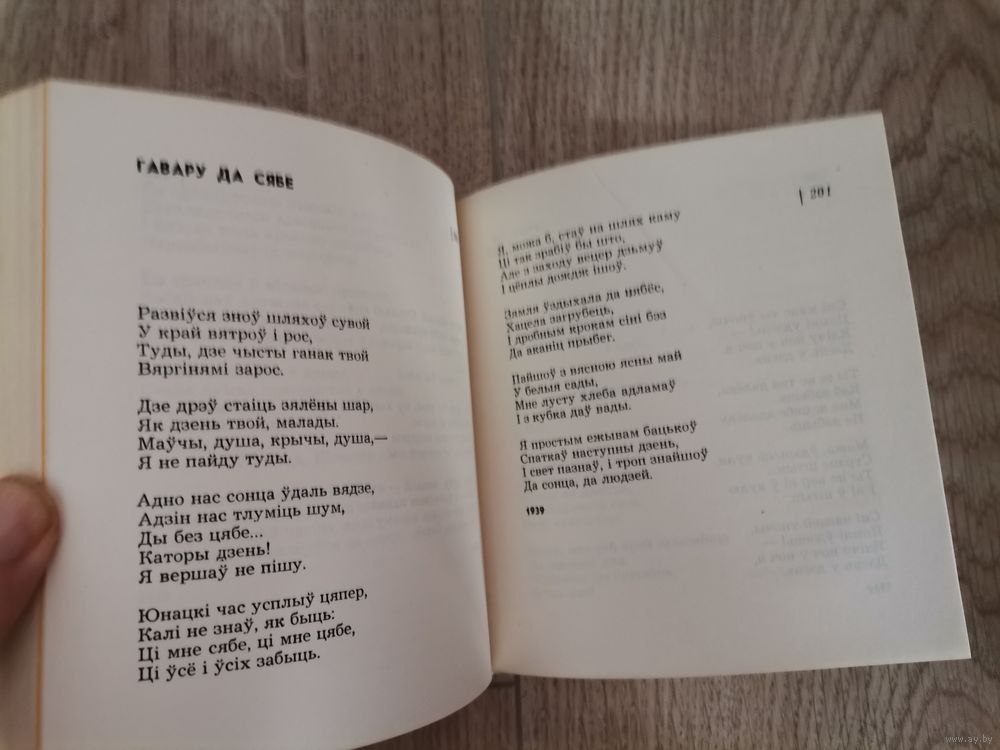 ГАВАРУ ДА СЯБЕ
Развіўся зноў шляхоў сувой
У край вятроў і рос,
Туды, дзе чысты ганак твой
Вяргінямі зарос.
Дзе дрэў стаіць зялёны шар,
Як дзень твой, малады.
Маўчы, душа, крычы, душа,—
Я не пайду туды.
Адно нас сонца ўдаль вядзе,
Адзін нас тлуміць шум,
Ды без цябе...
Каторы дзень!
Я вершаў не пішу.
Юнацкі час усплыў цяпер,
Калі не знаў, як быць:
Ці мне сябе, ці мне цябе,
Ці ўсё і ўсіх забыць.
| 201
Я, можа б, стаў на шлях каму
Ці так зрабіў бы што,
Але з захаду вецер дзьмуў
І цёплы дождж ішоў.
Зямля ўздыхала да нябёс,
Хацела загрубець,
І дробным крокам сіні бэз
Да аканіц прыбег.
Пайшоў з вясною ясны май
У белыя сады,
Мне лусту хлеба адламаў
І з кубка даў вады.
Я простым ежывам бацькоў
Спаткаў наступны дзень,
І свет пазнаў, і троп знайшоў
Да сонца, да людзей.
1939
www.ay.by